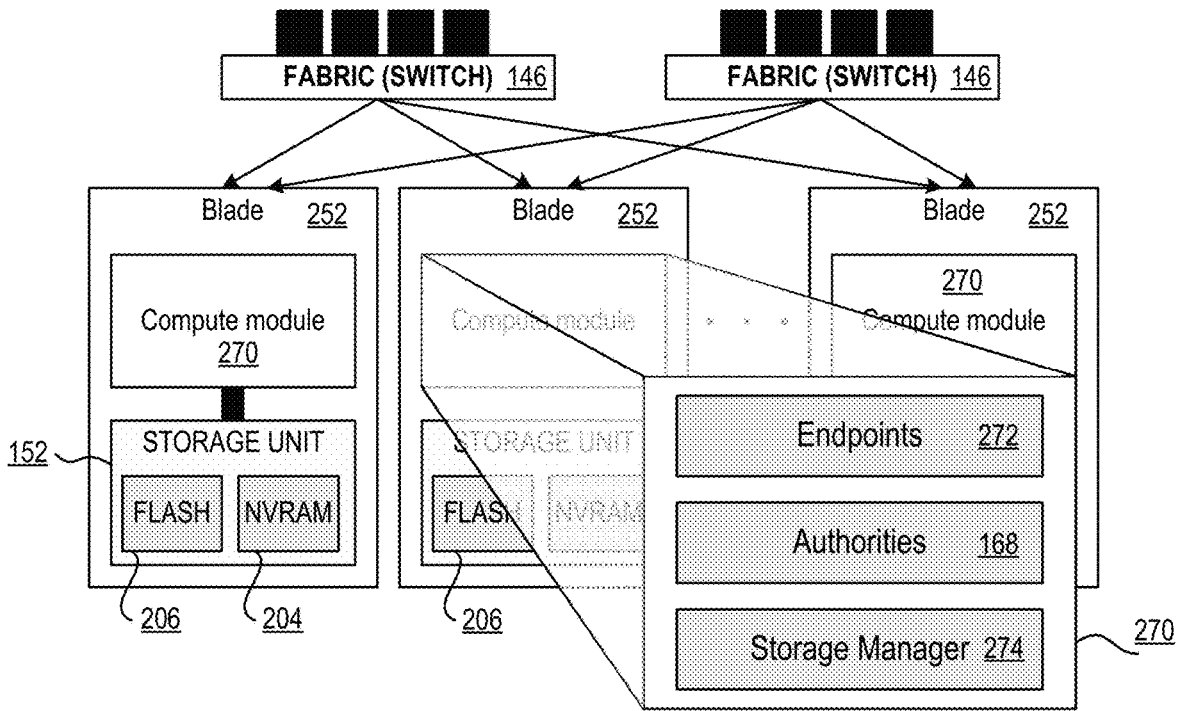 FABRIC (SWITCH) 146
FABRIC (SWITCH) 146
Blade 252
Blade 252
Blade 252
Compute module
270
Compute module
. . .
270
Compute module
152
STORAGE UNIT
FLASH
NVRAM
STORAGE UNIT
FLASH
NVRAM
206
204
206
Endpoints 272
Authorities 168
Storage Manager 274
270